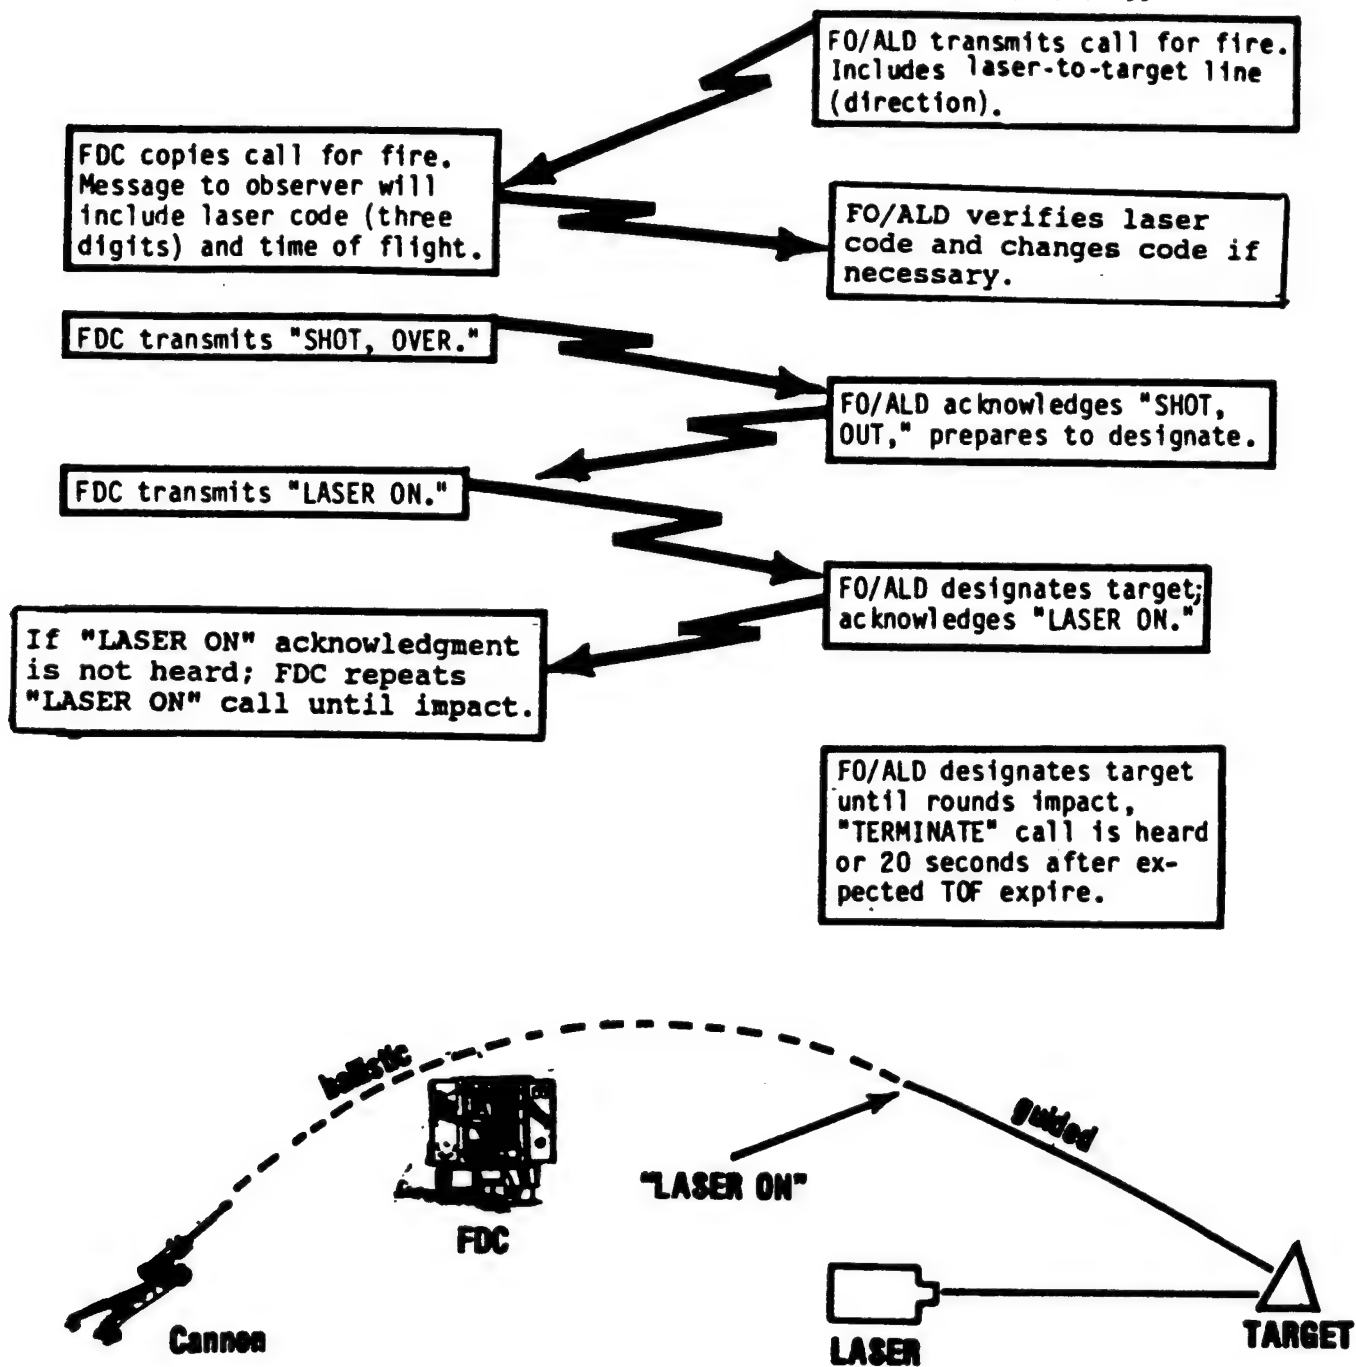 FO/ALD transmits call for fire.
Includes laser-to-target line
(direction).
FDC copies call for fire.
Message to observer will
include laser code (three
digits) and time of flight.
FO/ALD verifies laser
code and changes code if
necessary.
FDC transmits "SHOT, OVER."
FO/ALD acknowledges "SHOT,
OUT," prepares to designate.
FDC transmits "LASER ON."
FO/ALD designates target;
acknowledges "LASER ON."
If "LASER ON" acknowledgment
is not heard; FDC repeats
"LASER ON" call until impact.
FO/ALD designates target
until rounds impact,
"TERMINATE" call is heard
or 20 seconds after ex-
pected TOF expire.
ballistic
guided
"LASER ON"
FDC
Cannon
LASER
TARGET